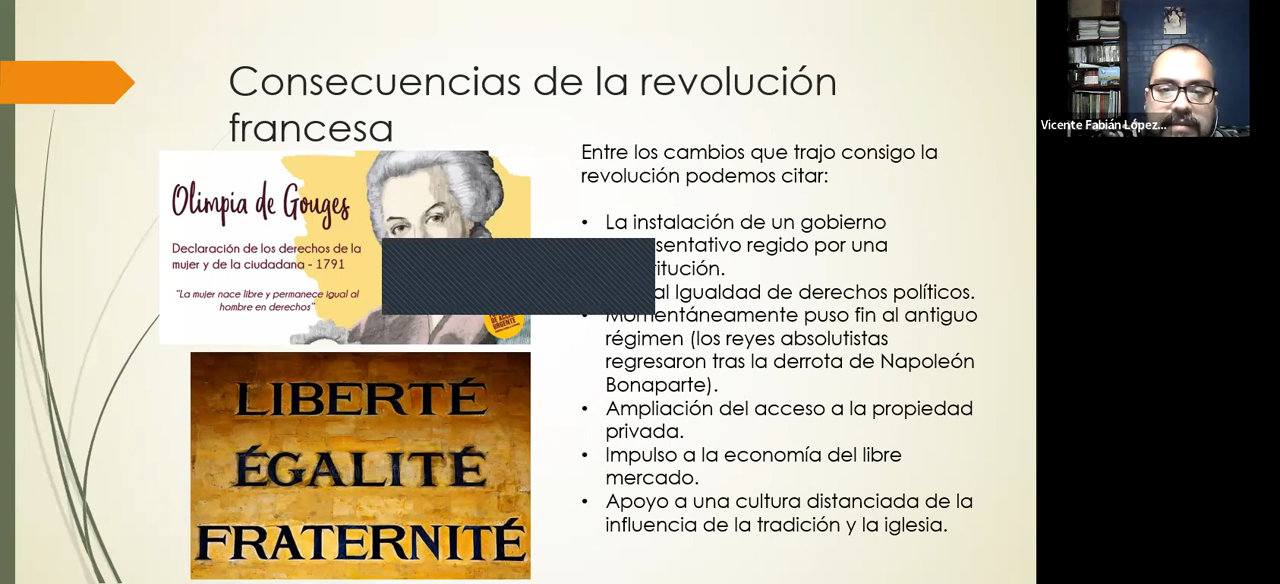 Consecuencias de la revolución
francesa
Olimpia de Gouges
Declaración de los derechos de la
mujer y de la ciudadana - 1791
"La mujer nace libre y permanece igual al
hombre en derechos"
URGENTE
LIBERTÉ
ÉGALITÉ
FRATERNITÉ
Entre los cambios que trajo consigo la
revolución podemos citar:
• La instalación de un gobierno
sentativo regido por una
titución.
al Igualdad de derechos políticos.
• Momentáneamente puso fin al antiguo
régimen (los reyes absolutistas
regresaron tras la derrota de Napoleón
Bonaparte).
• Ampliación del acceso a la propiedad
privada.
• Impulso a la economía del libre
mercado.
• Apoyo a una cultura distanciada de la
influencia de la tradición y la iglesia.
Vicente Fabián López...